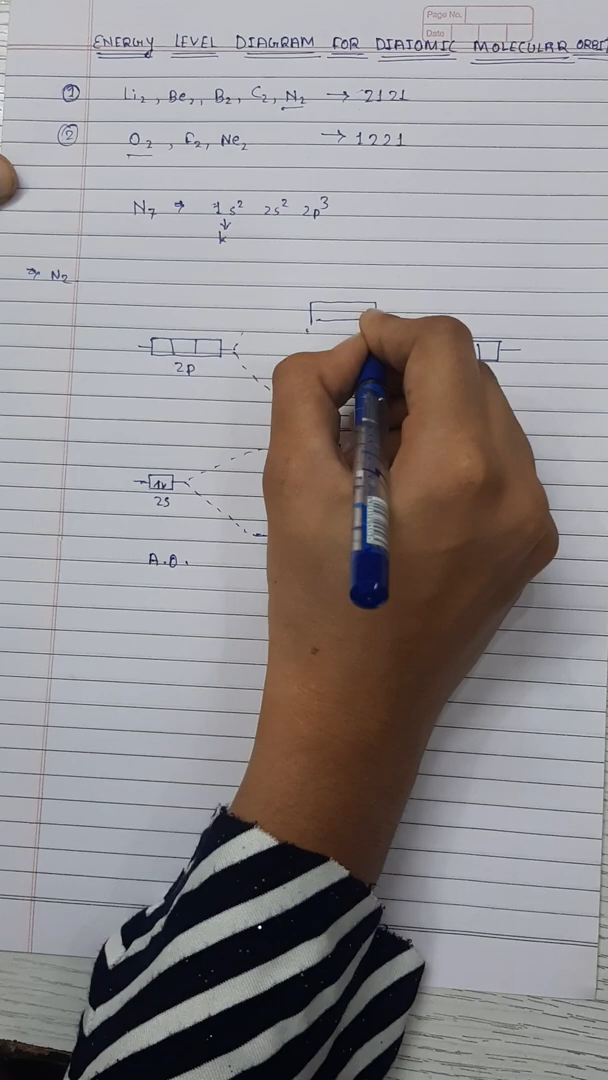 Page No.
Date
ENERGY LEVEL DIAGRAM FOR DIATOMIC MOLECULAR ORBI
① Li₂, Be₂, B₂, C₂, N₂ → 2121
② O₂, F₂, Ne₂ → 1221
N₇ → 1s² 2s² 2p³
↓
k
⇒ N₂
2p
2s
A.O.